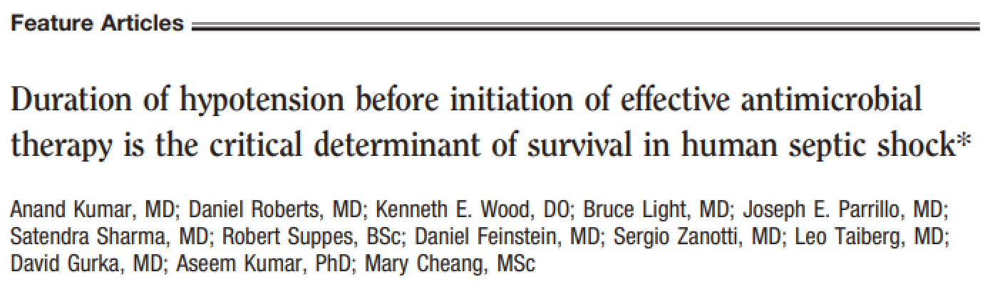 Feature Articles
Duration of hypotension before initiation of effective antimicrobial
therapy is the critical determinant of survival in human septic shock*
Anand Kumar, MD; Daniel Roberts, MD; Kenneth E. Wood, DO; Bruce Light, MD; Joseph E. Parrillo, MD;
Satendra Sharma, MD; Robert Suppes, BSc; Daniel Feinstein, MD; Sergio Zanotti, MD; Leo Taiberg, MD;
David Gurka, MD; Aseem Kumar, PhD; Mary Cheang, MSc